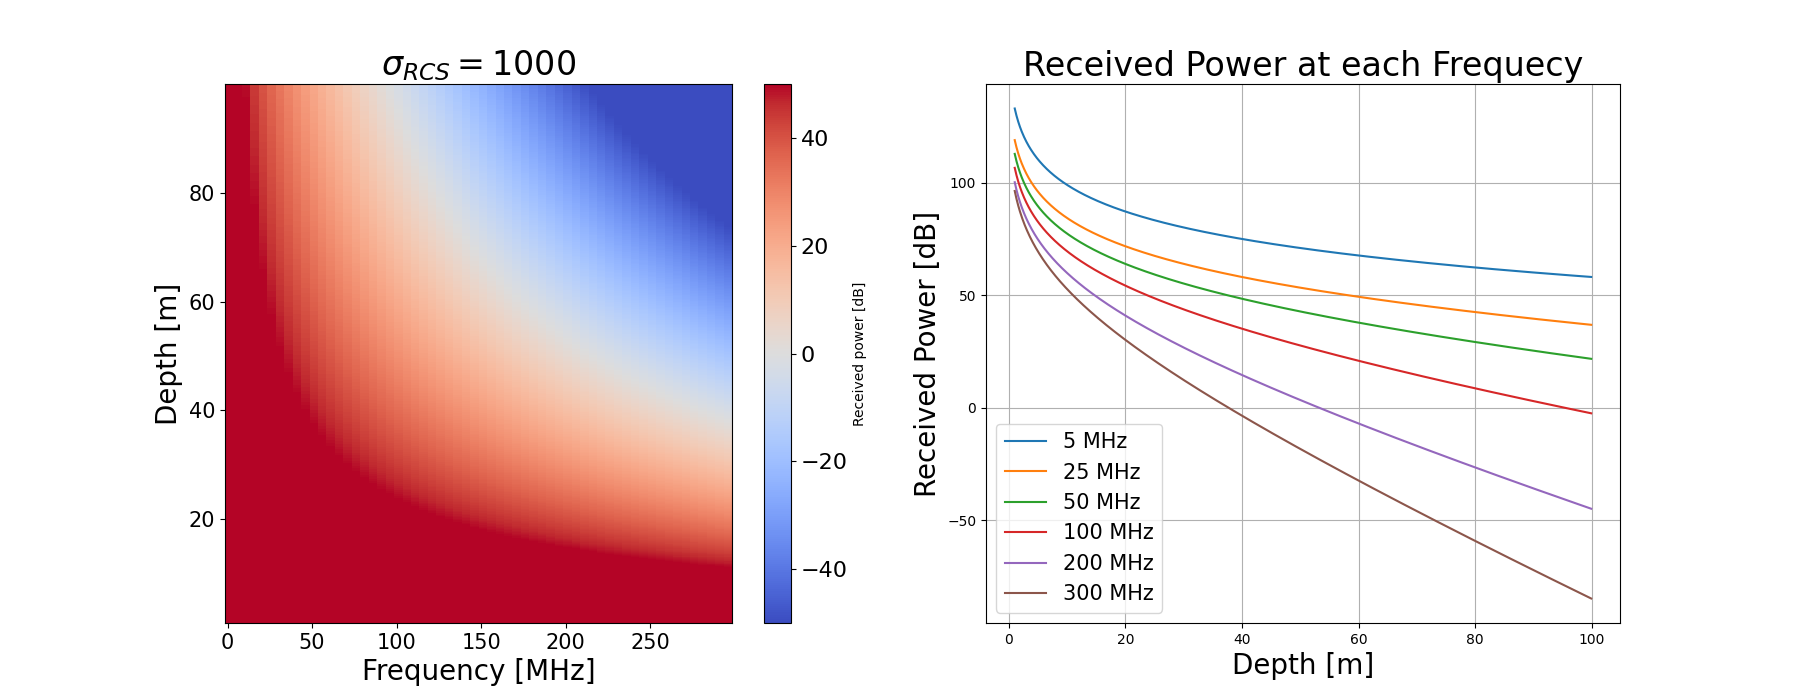 σRCS = 1000
80
60
40
20
Depth [m]
0 50 100 150 200 250
Frequency [MHz]
40
20
0
−20
−40
Received power [dB]
Received Power at each Frequecy
100
50
0
−50
Received Power [dB]
5 MHz
25 MHz
50 MHz
100 MHz
200 MHz
300 MHz
0 20 40 60 80 100
Depth [m]